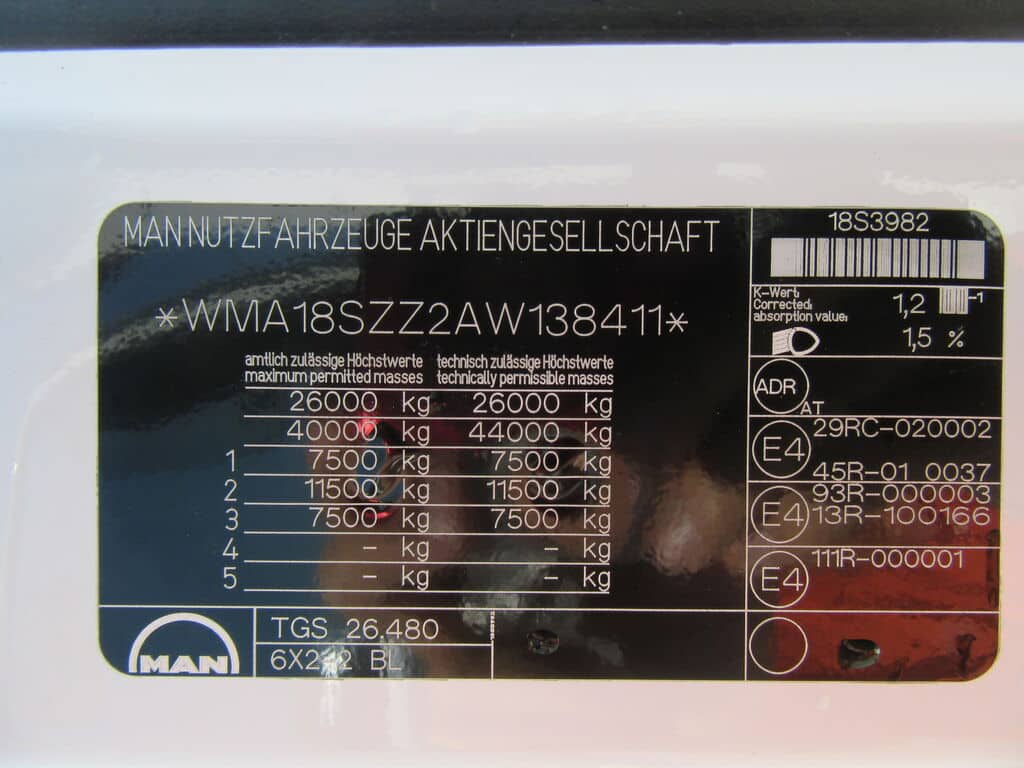 MAN NUTZFAHRZEUGE AKTIENGESELLSCHAFT
*WMA18SZZ2AW138411*
amtlich zulässige Höchstwerte technisch zulässige Höchstwerte
maximum permitted masses technically permissible masses
26000 kg 26000 kg
40000 kg 44000 kg
1 7500 kg 7500 kg
2 11500 kg 11500 kg
3 7500 kg 7500 kg
4 – kg – kg
5 – kg – kg
MAN
TGS 26.480
6X2-2 BL
18S3982
K-Wert:
Corrected
absorption value:
1,2 m-1
1,5 %
ADR
AT
E4 29RC-020002
45R-01 0037
93R-000003
E4 13R-100166
E4 111R-000001